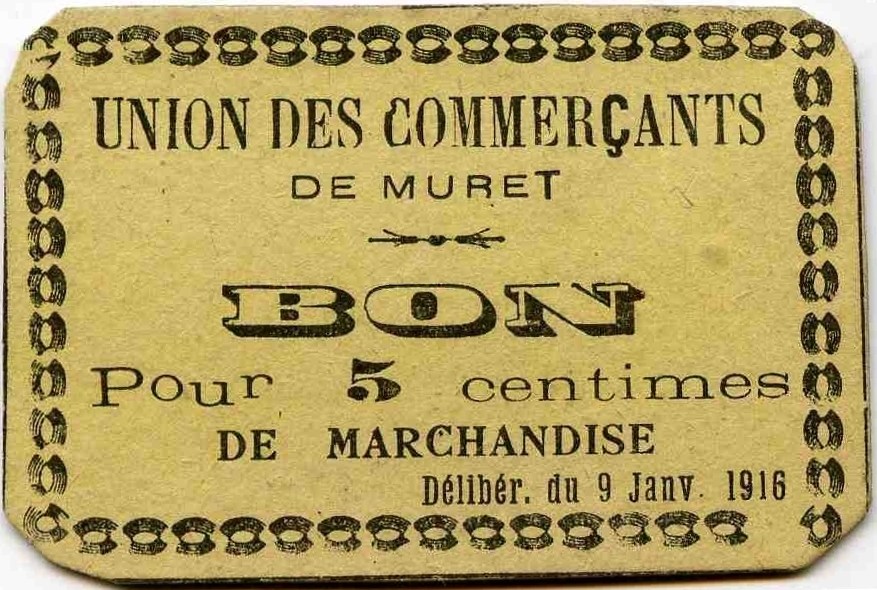 UNION DES COMMERÇANTS
DE MURET
BON
Pour 5 centimes
DE MARCHANDISE
Délibér. du 9 Janv. 1916